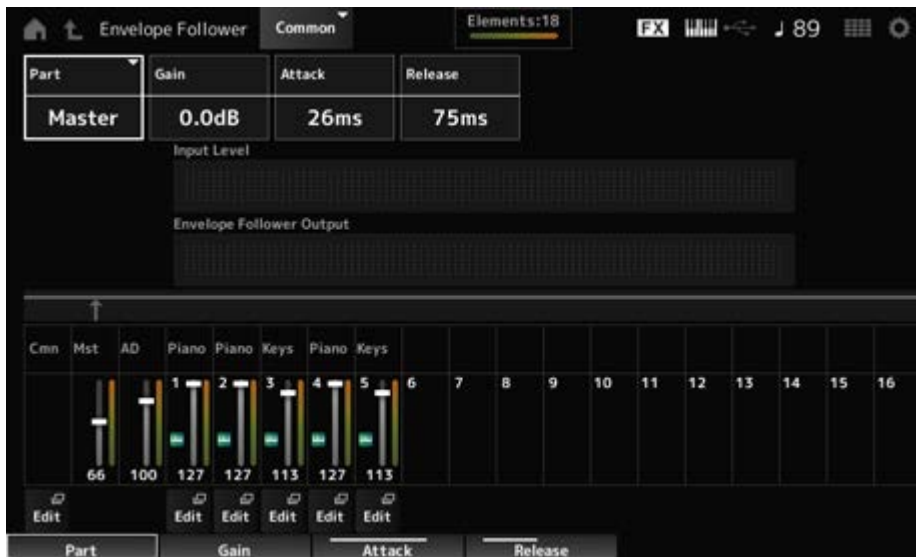 Envelope Follower Common Elements:18 FX ♩ 89
Part Gain Attack Release
Master 0.0dB 26ms 75ms
Input Level
Envelope Follower Output
Cmn Mst AD Piano Piano Keys Piano Keys
1 2 3 4 5 6 7 8 9 10 11 12 13 14 15 16
66 100 127 127 113 127 113
Edit Edit Edit Edit Edit Edit
Part Gain Attack Release